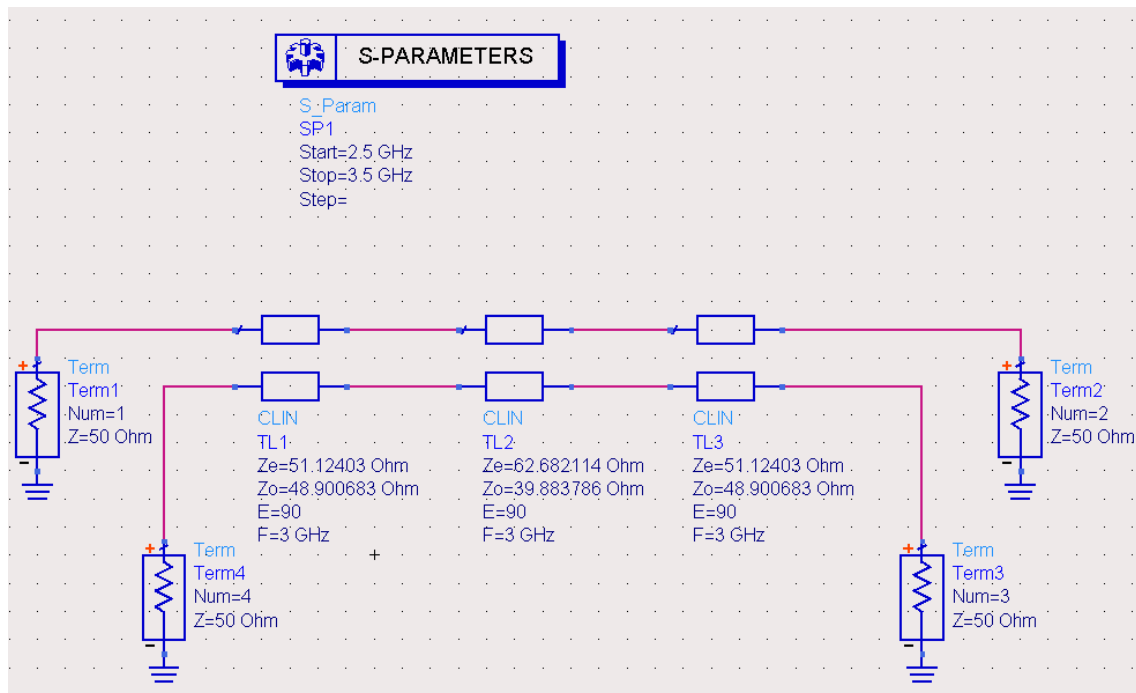 S-PARAMETERS
S_Param
SP1
Start=2.5 GHz
Stop=3.5 GHz
Step=
+
Term
Term1
Num=1
Z=50 Ohm
-
+
Term
Term2
Num=2
Z=50 Ohm
-
CLIN
TL1
Ze=51.12403 Ohm
Zo=48.900683 Ohm
E=90
F=3 GHz
CLIN
TL2
Ze=62.682114 Ohm
Zo=39.883786 Ohm
E=90
F=3 GHz
CLIN
TL3
Ze=51.12403 Ohm
Zo=48.900683 Ohm
E=90
F=3 GHz
+
Term
Term4
Num=4
Z=50 Ohm
-
+
Term
Term3
Num=3
Z=50 Ohm
-